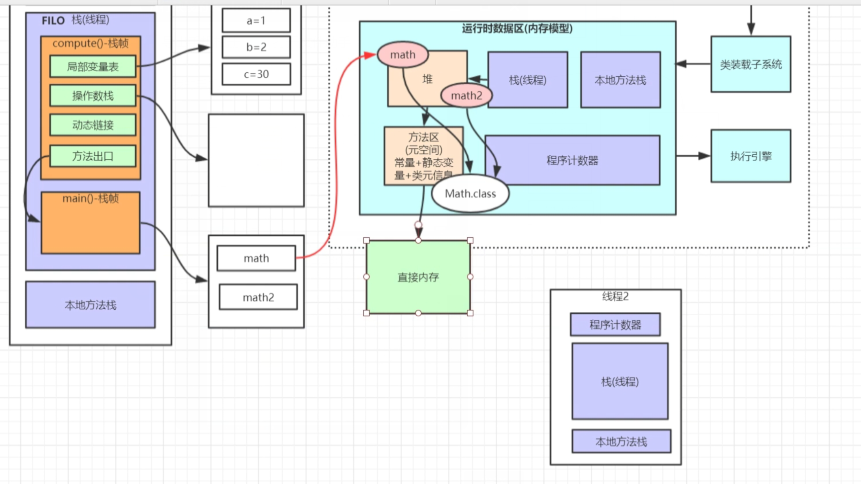 FILO 栈(线程)
compute()-栈帧
局部变量表
操作数栈
动态链接
方法出口
main()-栈帧
本地方法栈
a=1
b=2
c=30
math
math2
运行时数据区(内存模型)
math
堆
math2
栈(线程)
本地方法栈
方法区
(元空间)
常量+静态变
量+类元信息
程序计数器
Math.class
直接内存
类装载子系统
执行引擎
线程2
程序计数器
栈(线程)
本地方法栈